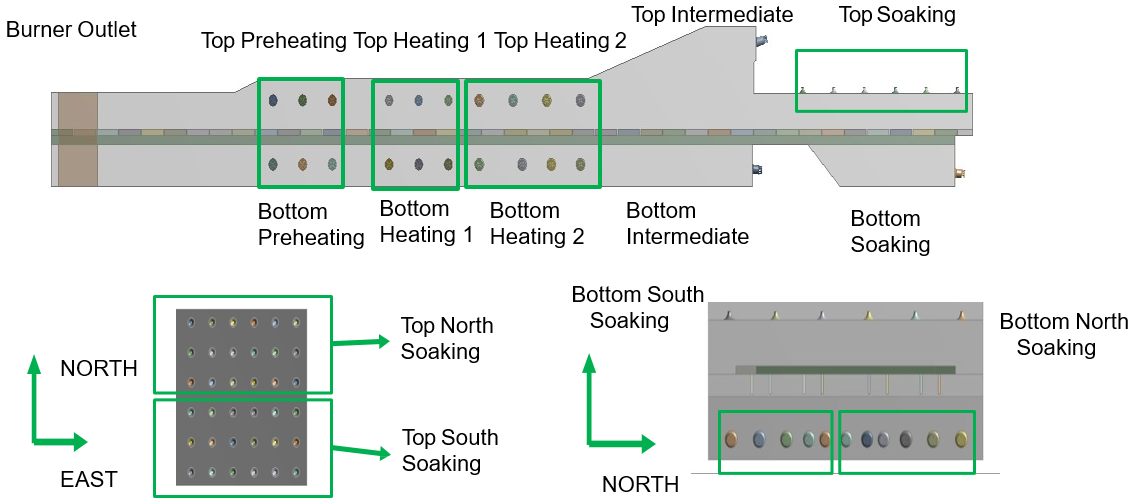 Burner Outlet
Top Preheating
Top Heating 1
Top Heating 2
Top Intermediate
Top Soaking
Bottom
Preheating
Bottom
Heating 1
Bottom
Heating 2
Bottom
Intermediate
Bottom
Soaking
NORTH
EAST
Top North
Soaking
Top South
Soaking
Bottom South
Soaking
Bottom North
Soaking
NORTH